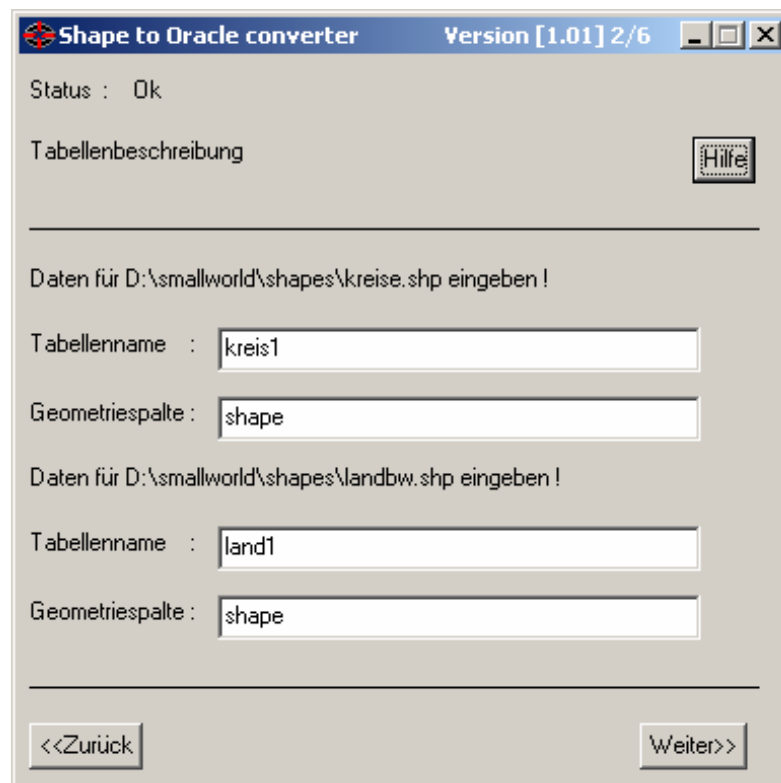 Shape to Oracle converter Version [1.01] 2/6
Status : Ok
Tabellenbeschreibung
Hilfe
Daten für D:\smallworld\shapes\kreise.shp eingeben !
Tabellenname : kreis1
Geometriespalte : shape
Daten für D:\smallworld\shapes\landbw.shp eingeben !
Tabellenname : land1
Geometriespalte : shape
<<Zurück Weiter>>